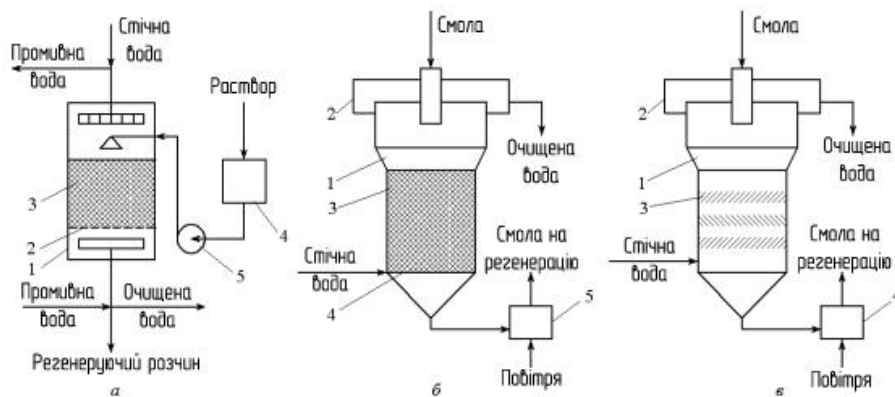 Стічна
вода
Промивна
вода
Раствор
3
2
1
4
5
Промивна
вода
Очищена
вода
Регенеруючий розчин
а
Смола
2
Очищена
вода
1
3
Смола на
регенерацію
Стічна
вода
4
5
Повітря
б
Смола
2
Очищена
вода
1
3
Смола на
регенерацію
Стічна
вода
4
Повітря
в